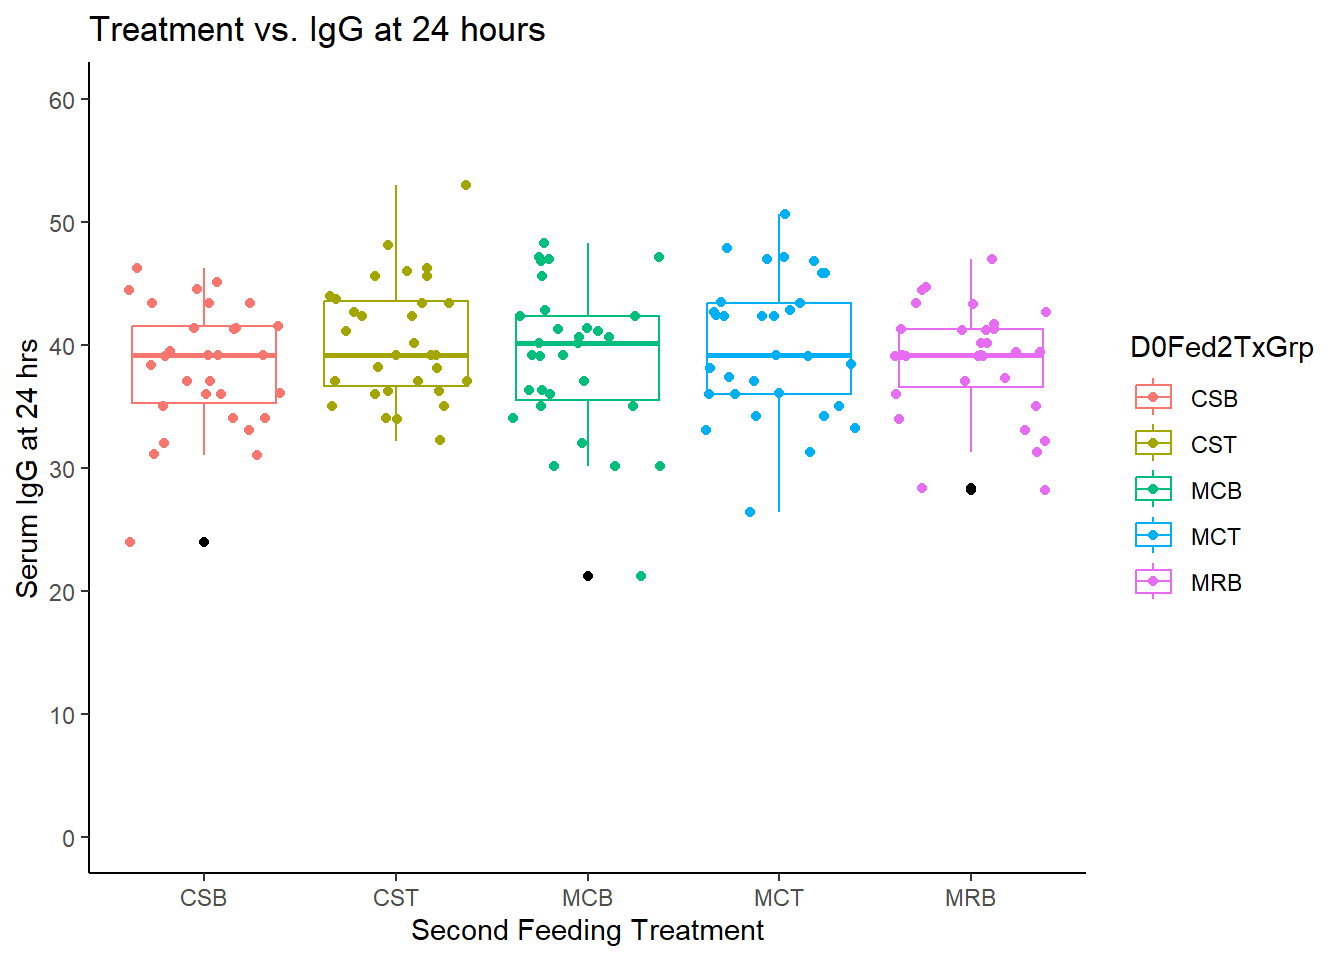 Treatment vs. IgG at 24 hours
Serum IgG at 24 hrs
60
50
40
30
20
10
0
CSB CST MCB MCT MRB
Second Feeding Treatment
D0Fed2TxGrp
CSB
CST
MCB
MCT
MRB